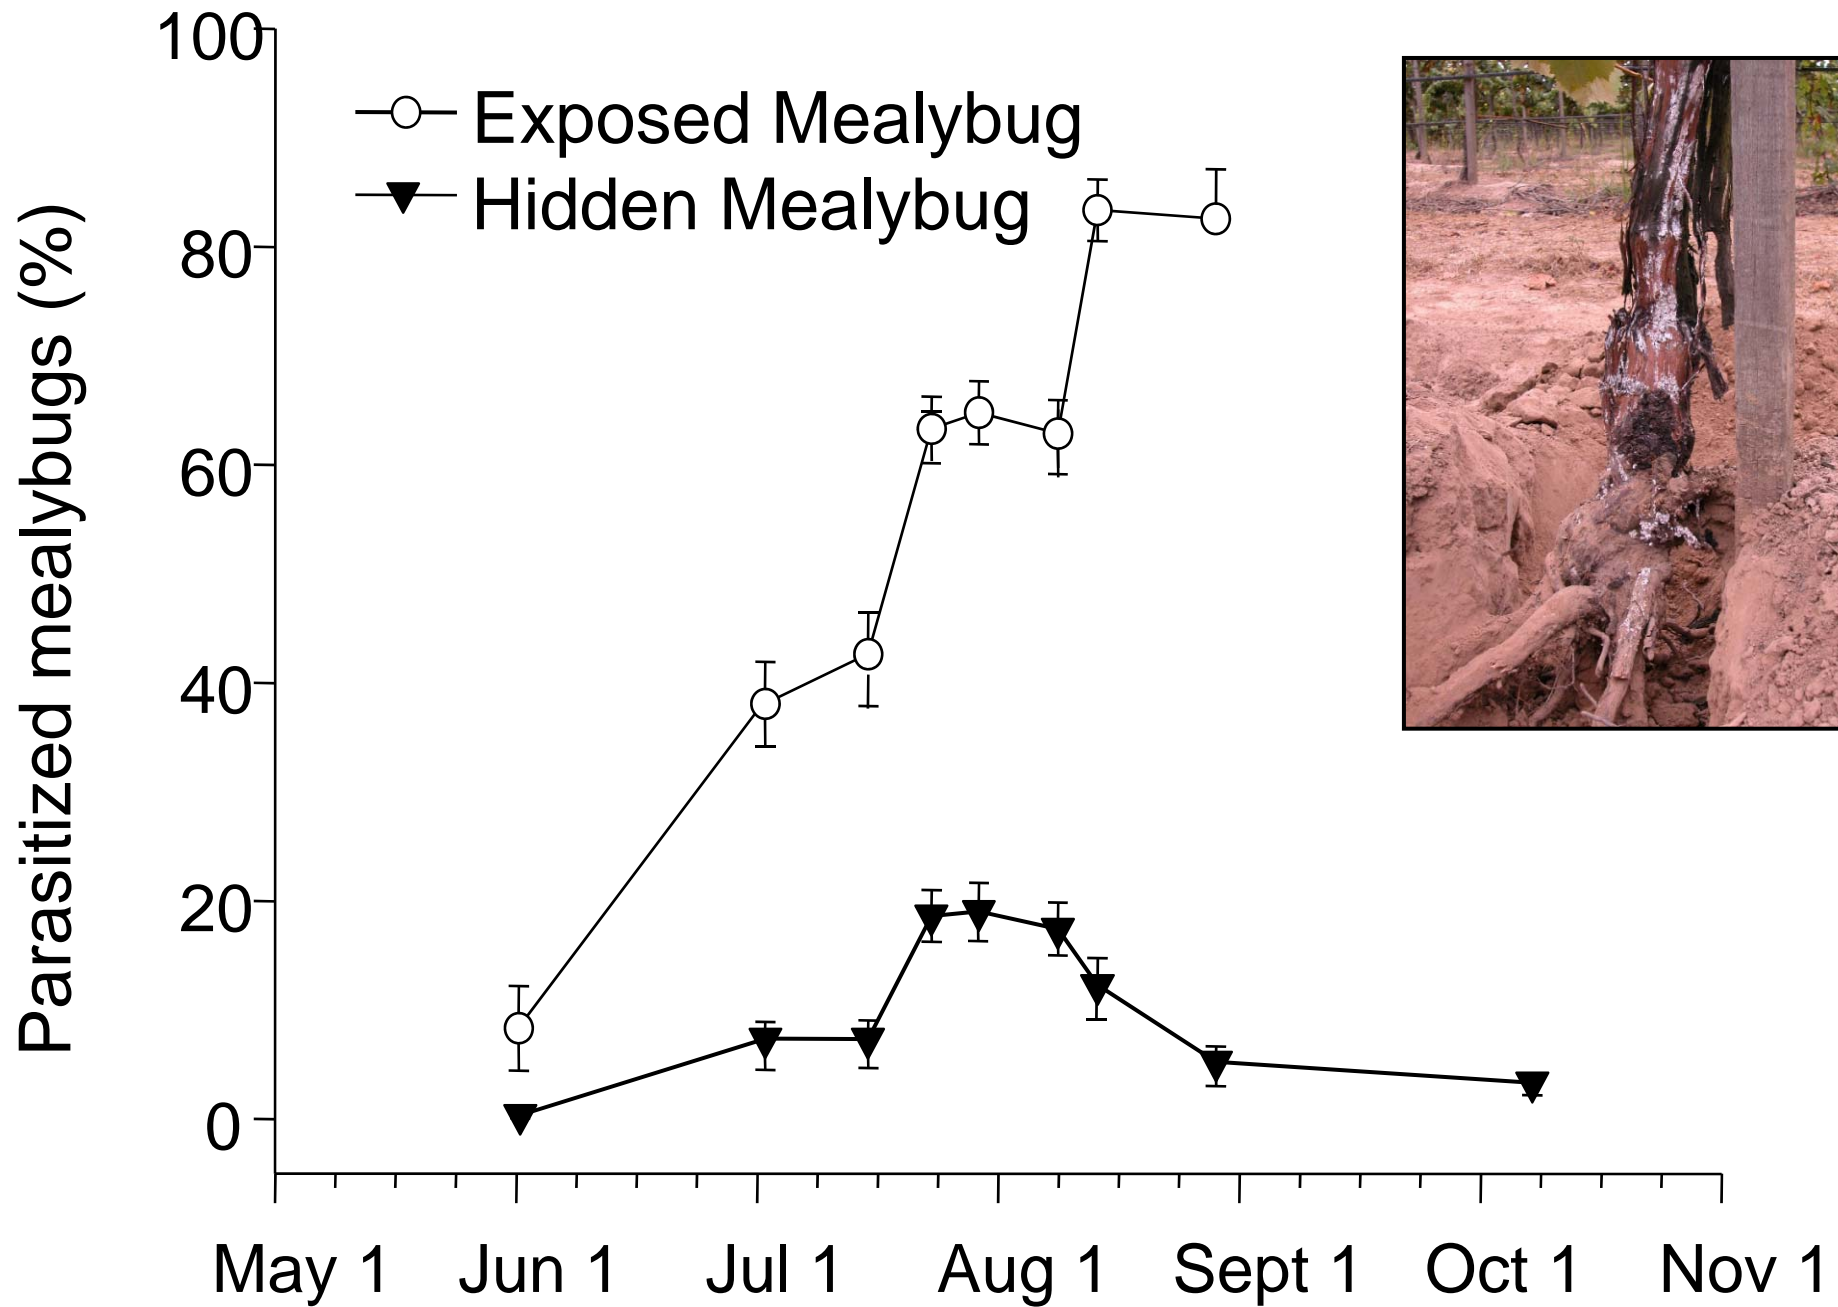 100
Exposed Mealybug
Hidden Mealybug
80
60
40
20
0
Parasitized mealybugs (%)
May 1 Jun 1 Jul 1 Aug 1 Sept 1 Oct 1 Nov 1